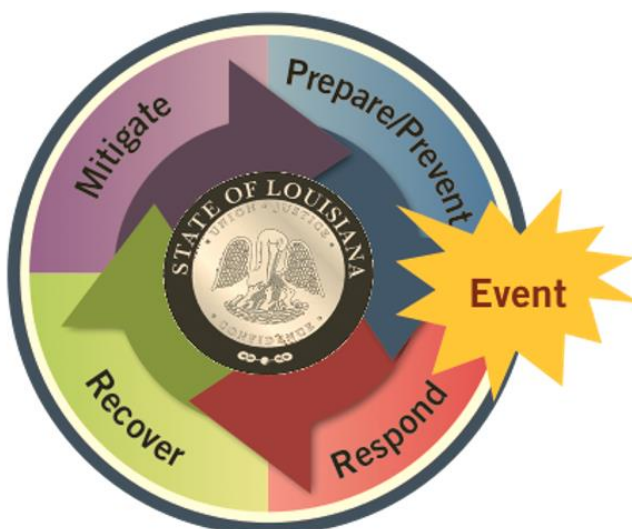 Mitigate
Prepare/Prevent
STATE OF LOUISIANA
UNION · JUSTICE
CONFIDENCE
Event
Recover
Respond